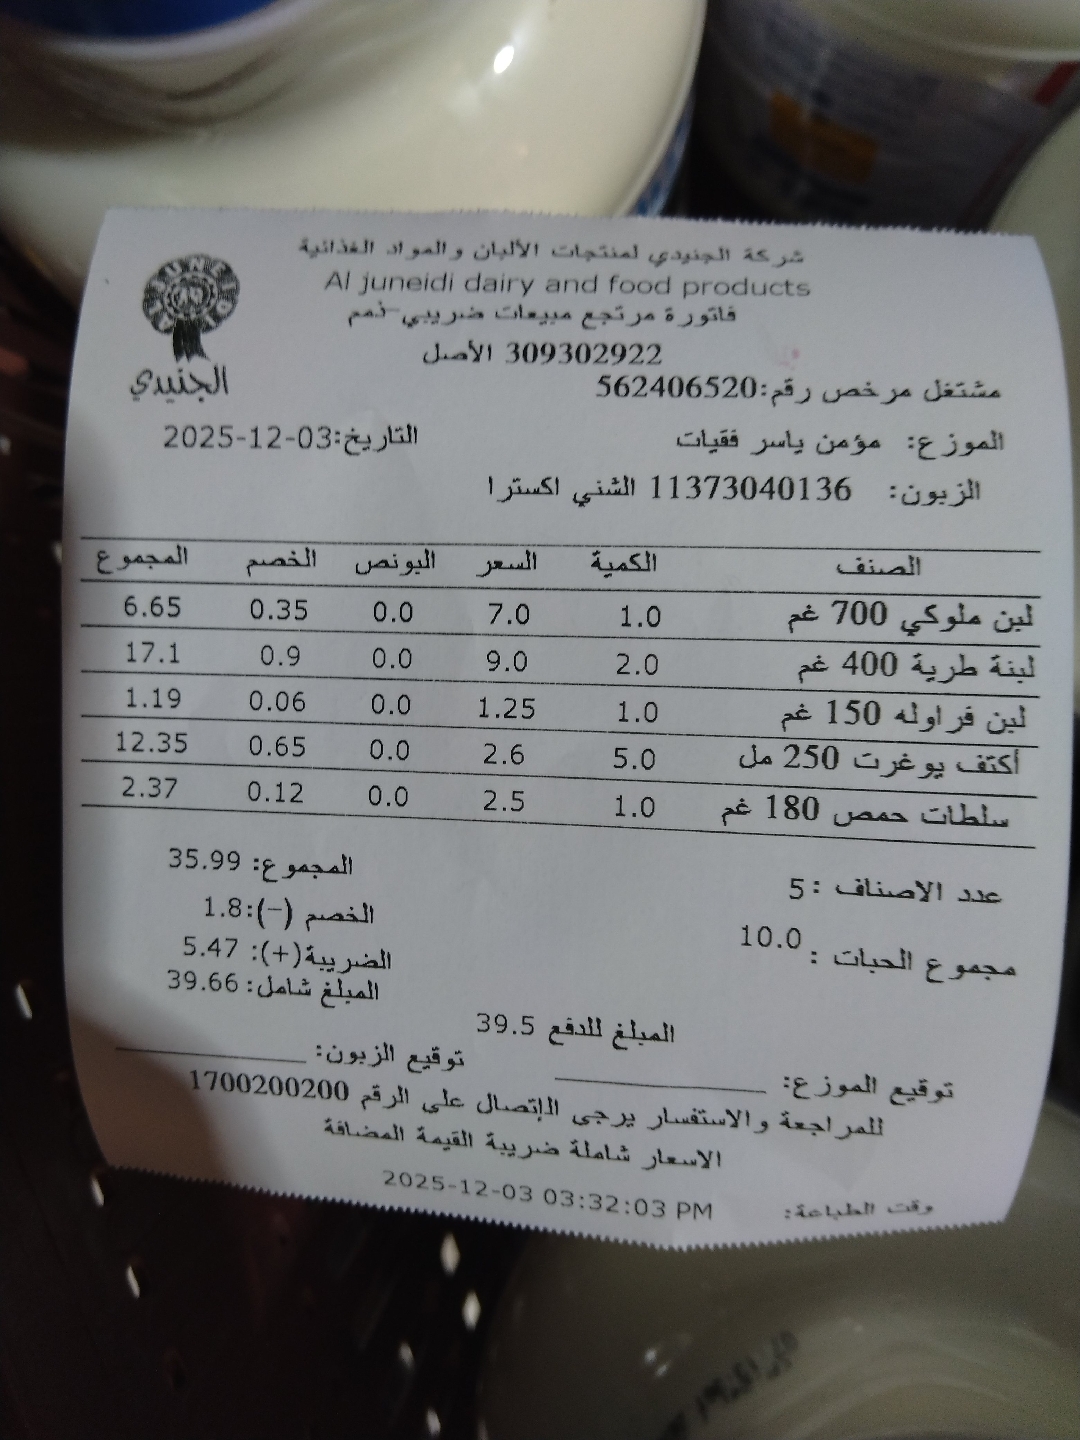 شركة الجنيدي لمنتجات الألبان والمواد الغذائية
Al juneidi dairy and food products
فاتورة مرتجع مبيعات ضريبي-ذمم
309302922 الأصل
الجنيدي
مشتغل مرخص رقم:562406520
الموزع: مؤمن ياسر فقيات التاريخ:2025-12-03
الزبون: 11373040136 الشني اكسترا
الصنف الكمية السعر البونص الخصم المجموع
لبن ملوكي 700 غم 1.0 7.0 0.0 0.35 6.65
لبنة طرية 400 غم 2.0 9.0 0.0 0.9 17.1
لبن فراوله 150 غم 1.0 1.25 0.0 0.06 1.19
أكتف يوغرت 250 مل 5.0 2.6 0.0 0.65 12.35
سلطات حمص 180 غم 1.0 2.5 0.0 0.12 2.37
المجموع: 35.99
عدد الاصناف : 5
الخصم (-):1.8
مجموع الحبات : 10.0
الضريبة(+): 5.47
المبلغ شامل: 39.66
المبلغ للدفع 39.5
توقيع الموزع: توقيع الزبون:
للمراجعة والاستفسار يرجى الإتصال على الرقم 1700200200
الاسعار شاملة ضريبة القيمة المضافة
وقت الطباعة: 2025-12-03 03:32:03 PM